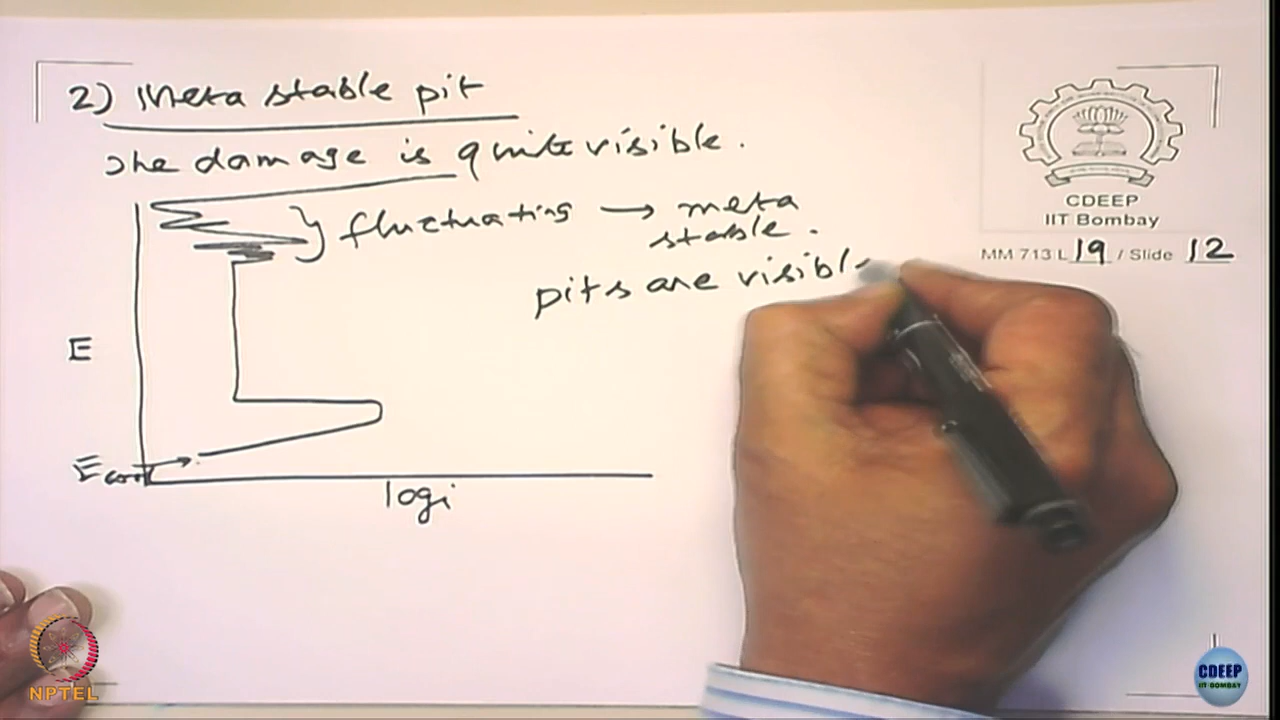 2) Meta stable pit
The damage is quite visible.
fluctuating → meta
stable.
pits are visibl
E
Ecorr
log i
CDEEP
IIT Bombay
MM 713 L 19 / Slide 12
NPTEL
CDEEP
IIT BOMBAY